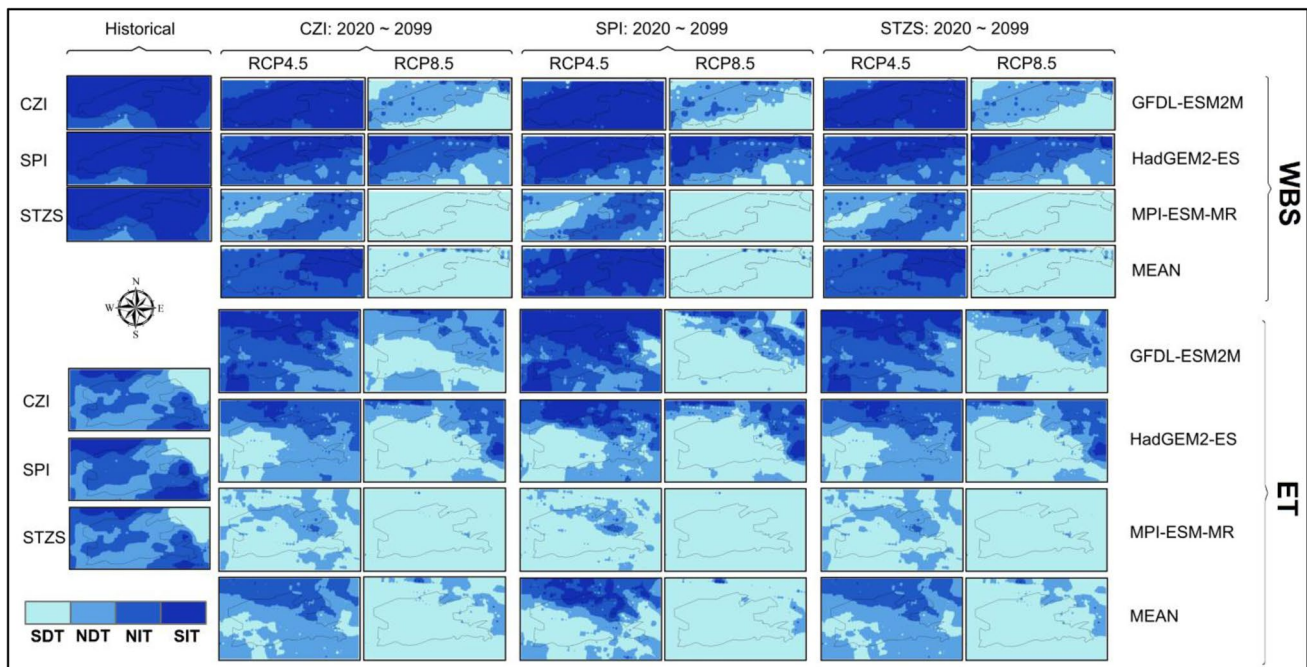 Historical CZI: 2020 ~ 2099 SPI: 2020 ~ 2099 STZS: 2020 ~ 2099
RCP4.5 RCP8.5 RCP4.5 RCP8.5 RCP4.5 RCP8.5
CZI GFDL-ESM2M
SPI HadGEM2-ES
STZS MPI-ESM-MR
MEAN
WBS
N
W E
S
GFDL-ESM2M
CZI HadGEM2-ES
SPI
STZS MPI-ESM-MR
MEAN
ET
SDT NDT NIT SIT